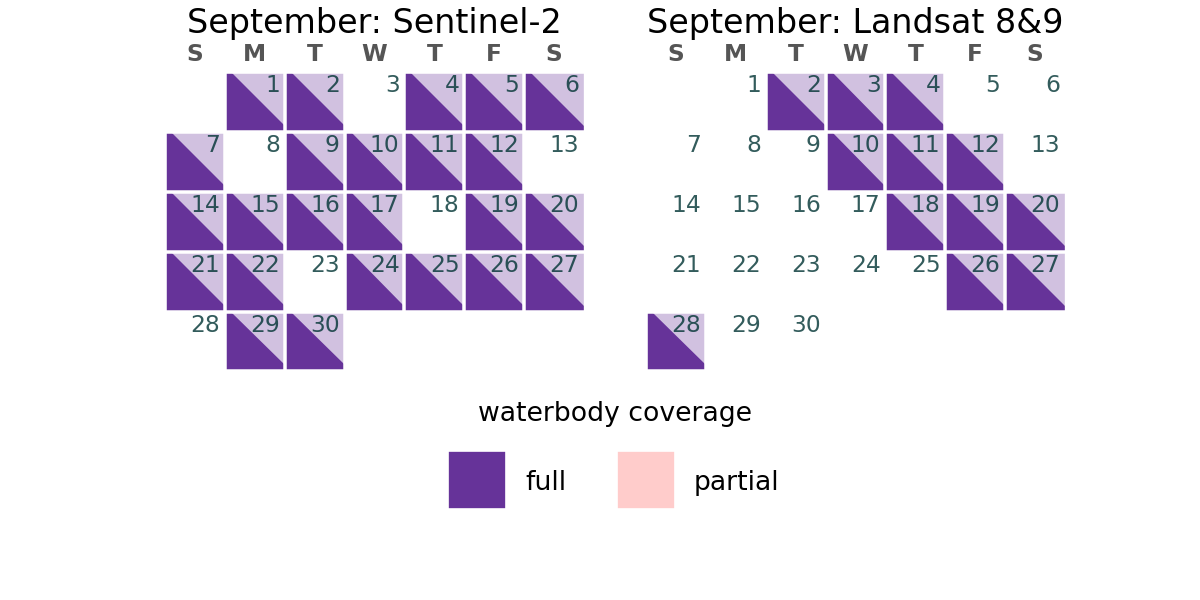 September: Sentinel-2
S M T W T F S
1 2 3 4 5 6
7 8 9 10 11 12 13
14 15 16 17 18 19 20
21 22 23 24 25 26 27
28 29 30
September: Landsat 8&9
S M T W T F S
1 2 3 4 5 6
7 8 9 10 11 12 13
14 15 16 17 18 19 20
21 22 23 24 25 26 27
28 29 30
waterbody coverage
full partial